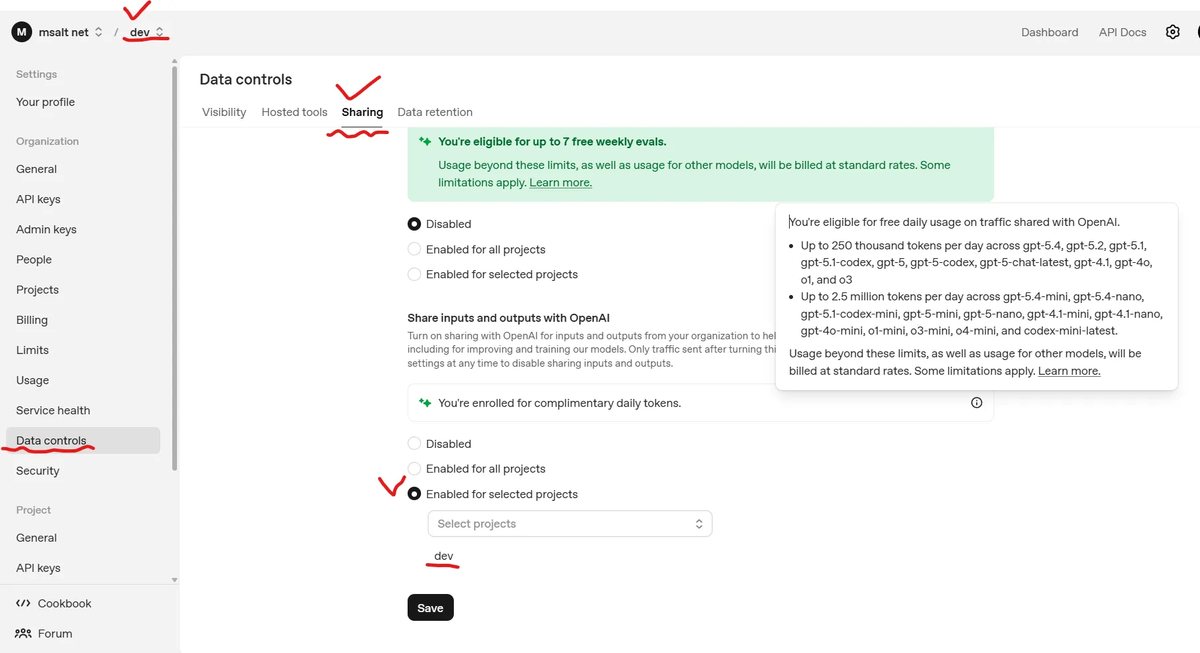 M msalt net / dev
Dashboard API Docs
Settings
Your profile
Organization
General
API keys
Admin keys
People
Projects
Billing
Limits
Usage
Service health
Data controls
Security
Project
General
API keys
Cookbook
Forum
Data controls
Visibility Hosted tools Sharing Data retention
You're eligible for up to 7 free weekly evals.
Usage beyond these limits, as well as usage for other models, will be billed at standard rates. Some
limitations apply. Learn more.
Disabled
Enabled for all projects
Enabled for selected projects
Share inputs and outputs with OpenAI
Turn on sharing with OpenAI for inputs and outputs from your organization to hel
including for improving and training our models. Only traffic sent after turning thi
settings at any time to disable sharing inputs and outputs.
You're enrolled for complimentary daily tokens.
Disabled
Enabled for all projects
Enabled for selected projects
Select projects
dev
Save
You're eligible for free daily usage on traffic shared with OpenAI.
Up to 250 thousand tokens per day across gpt-5.4, gpt-5.2, gpt-5.1,
gpt-5.1-codex, gpt-5, gpt-5-codex, gpt-5-chat-latest, gpt-4.1, gpt-4o,
o1, and o3
Up to 2.5 million tokens per day across gpt-5.4-mini, gpt-5.4-nano,
gpt-5.1-codex-mini, gpt-5-mini, gpt-5-nano, gpt-4.1-mini, gpt-4.1-nano,
gpt-4o-mini, o1-mini, o3-mini, o4-mini, and codex-mini-latest.
Usage beyond these limits, as well as usage for other models, will be
billed at standard rates. Some limitations apply. Learn more.